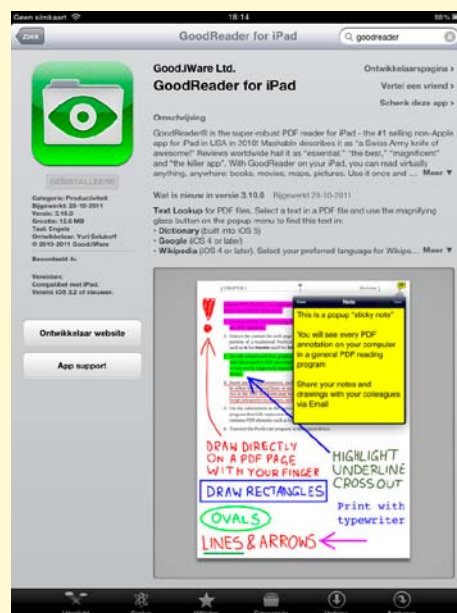 Geen simkaart
18:14
88%
Zoek
GoodReader for iPad
goodreader
Good.iWare Ltd.
GoodReader for iPad
Ontwikkelaarspagina >
Vertel een vriend >
Schenk deze app >
Omschrijving
GoodReader® is the super-robust PDF reader for iPad - the #1 selling non-Apple
app for iPad in USA in 2010! Mashable describes it as "a Swiss Army knife of
awesome!" Reviews worldwide hail it as "essential," "the best," "magnificent"
and "the killer app". With GoodReader on your iPad, you can read virtually
anything, anywhere: books, movies, maps, pictures. Use it once and ... Meer ▼
GEÏNSTALLEERD
Categorie: Productiviteit
Bijgewerkt: 25-10-2011
Versie: 3.10.0
Grootte: 12.5 MB
Taal: Engels
Ontwikkelaar: Yuri Selukoff
© 2010-2011 Good.iWare
Beoordeeld 4+
Vereisten:
Compatibel met iPad.
Vereist iOS 3.2 of nieuwer.
Wat is nieuw in versie 3.10.0 Bijgewerkt 25-10-2011
Text Lookup for PDF files. Select a text in a PDF file and use the magnifying
glass button on the popup menu to find this text in:
- Dictionary (built into iOS 5)
- Google (iOS 4 or later)
- Wikipedia (iOS 4 or later). Select your preferred language for Wikipe... Meer ▼
Ontwikkelaar website
App support
Note
This is a popup "sticky note"
You will see every PDF
annotation on your computer
in a general PDF reading
program
Share your notes and
drawings with your colleagues
via Email
DRAW DIRECTLY
ON A PDF PAGE
WITH YOUR FINGER
HIGHLIGHT
UNDERLINE
CROSS OUT
DRAW RECTANGLES
Print with
typewriter
OVALS
LINES & ARROWS